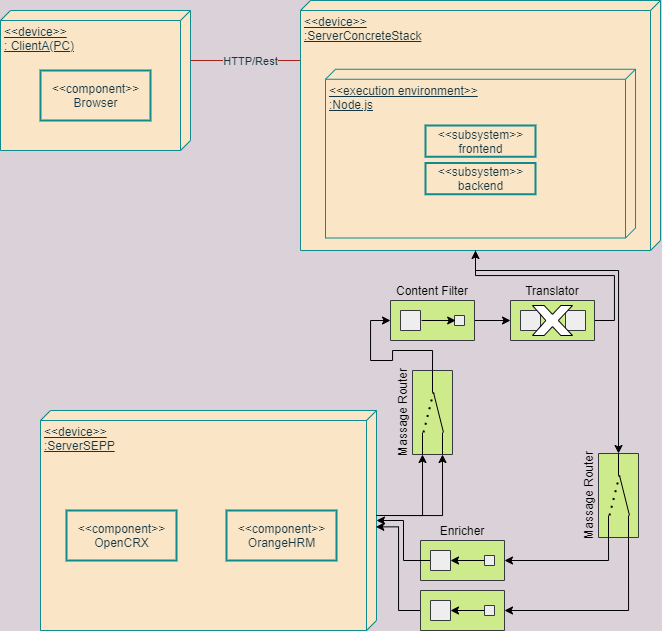 <<device>>
: ClientA(PC)
<<component>>
Browser
HTTP/Rest
<<device>>
:ServerConcreteStack
<<execution environment>>
:Node.js
<<subsystem>>
frontend
<<subsystem>>
backend
Content Filter
Translator
Massage Router
<<device>>
:ServerSEPP
<<component>>
OpenCRX
<<component>>
OrangeHRM
Massage Router
Enricher